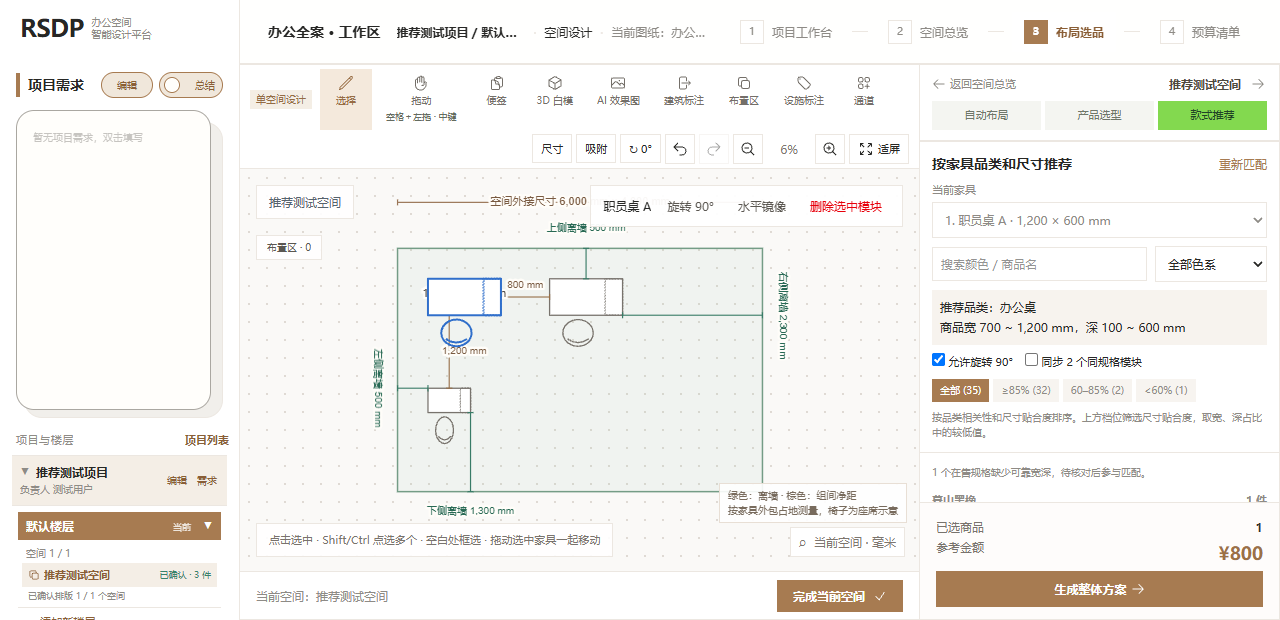 RSDP
办公空间
智能设计平台
办公全案 • 工作区
推荐测试项目 / 默认...
· 空间设计 · 当前图纸：办公...
1 项目工作台
2 空间总览
3 布局选品
4 预算清单
项目需求
编辑
总结
暂无项目需求，双击填写
项目与楼层
项目列表
▼ 推荐测试项目
负责人 测试用户
编辑 需求
默认楼层
当前 ▼
空间 1 / 1
推荐测试空间
已确认 · 3 件
已确认排版 1 / 1 个空间
单空间设计
选择
拖动
空格 + 左拖 · 中键
便签
3D 白模
AI 效果图
建筑标注
布置区
设施标注
通道
尺寸
吸附
↻ 0°
6%
适屏
推荐测试空间
布置区 · 0
空间外接尺寸·6,000
职员桌 A
旋转 90°
水平镜像
删除选中模块
上侧离墙 500 mm
800 mm
1,200 mm
右侧离墙 2,300 mm
左侧离墙 500 mm
下侧离墙 1,300 mm
绿色：离墙 · 棕色：组间净距
按家具外包占地测量，椅子为座席示意
点击选中 · Shift/Ctrl 点选多个 · 空白处框选 · 拖动选中家具一起移动
当前空间 · 毫米
当前空间：推荐测试空间
完成当前空间 ✓
← 返回空间总览
推荐测试空间 →
自动布局
产品选型
款式推荐
按家具品类和尺寸推荐
重新匹配
当前家具
1. 职员桌 A · 1,200 × 600 mm
搜索颜色 / 商品名
全部色系
推荐品类：办公桌
商品宽 700 ~ 1,200 mm，深 100 ~ 600 mm
允许旋转 90°
同步 2 个同规格模块
全部 (35)
≥85% (32)
60–85% (2)
<60% (1)
按品类相关性和尺寸贴合度排序。上方档位筛选尺寸贴合度，取宽、深占比
中的较低值。
1 个在售规格缺少可靠宽深，待核对后参与匹配。
1 件
已选商品
1
参考金额
¥800
生成整体方案 →